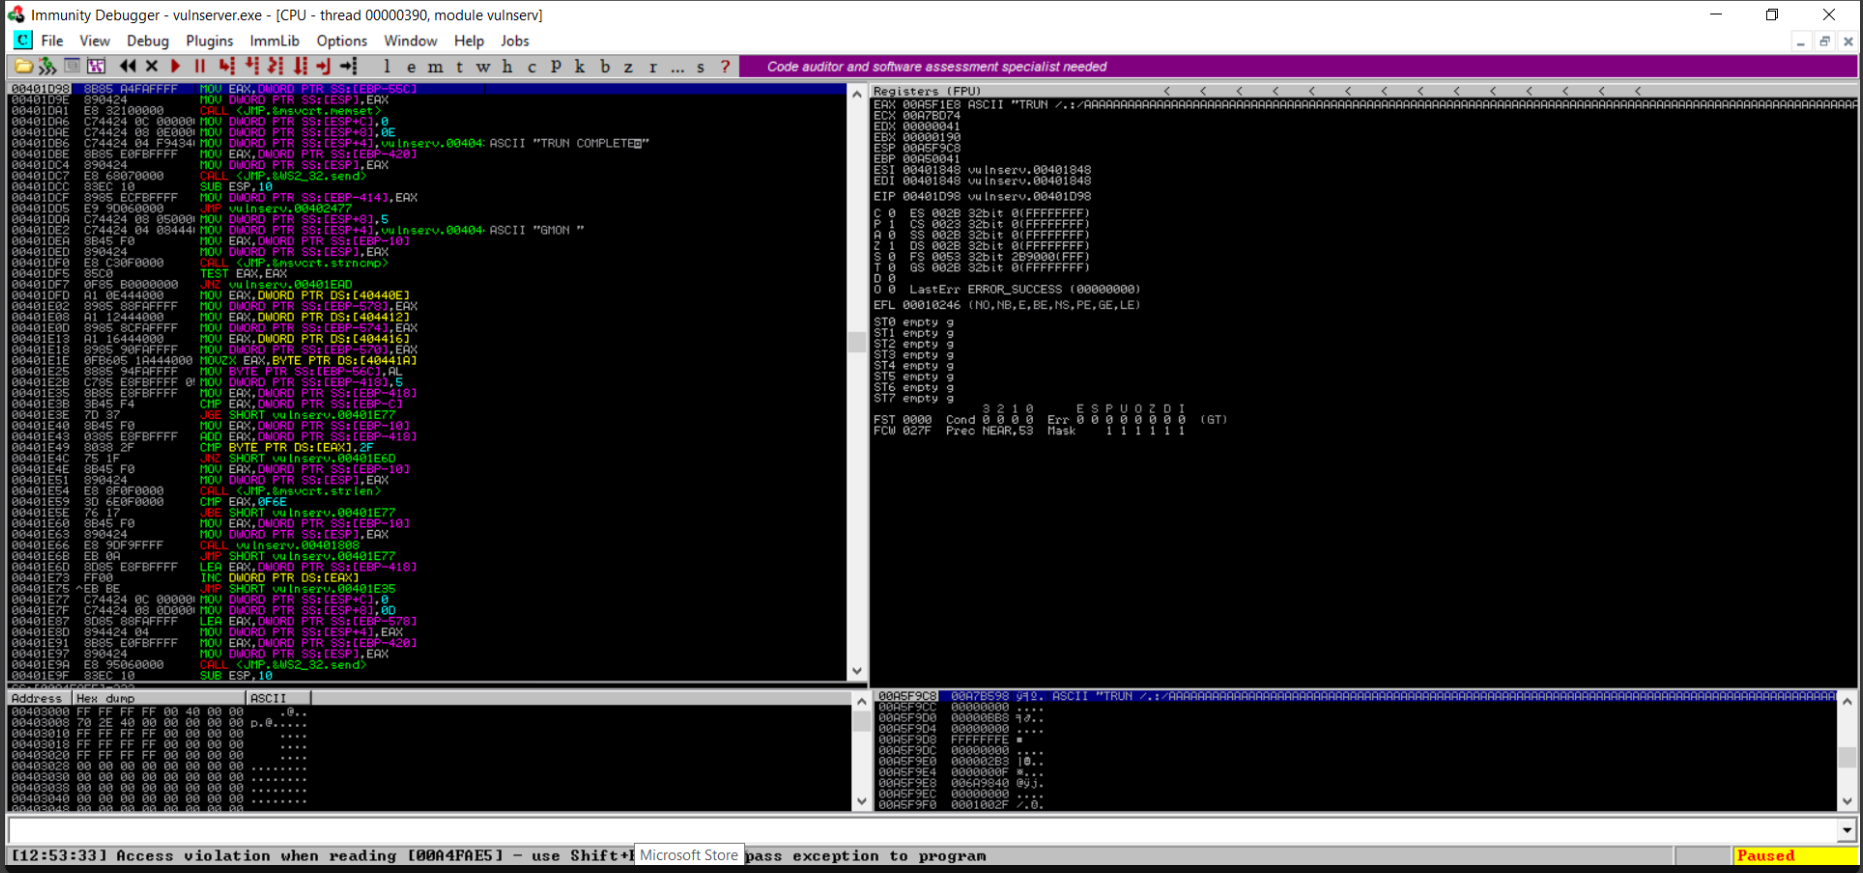 Immunity Debugger - vulnserver.exe - [CPU - thread 00000390, module vulnserv]
C File View Debug Plugins ImmLib Options Window Help Jobs
l e m t w h c P k b z r ... s ? Code auditor and software assessment specialist needed
00401D98 8B85 A4FAFFFF MOV EAX,DWORD PTR SS:[EBP-55C]
00401D9E 890424 MOV DWORD PTR SS:[ESP],EAX
00401DA1 E8 32100000 CALL <JMP.&msvcrt.memset>
00401DA6 C74424 0C 000000 MOV DWORD PTR SS:[ESP+C],0
00401DAE C74424 08 0E000 MOV DWORD PTR SS:[ESP+8],0E
00401DB6 C74424 04 F9434 MOV DWORD PTR SS:[ESP+4],vulnserv.00404 ASCII "TRUN COMPLETE"
00401DBE 8B85 E0FBFFFF MOV EAX,DWORD PTR SS:[EBP-420]
00401DC4 890424 MOV DWORD PTR SS:[ESP],EAX
00401DC7 E8 68070000 CALL <JMP.&WS2_32.send>
00401DCC 83EC 10 SUB ESP,10
00401DCF 8985 ECFBFFFF MOV DWORD PTR SS:[EBP-414],EAX
00401DD5 E9 9D060000 JMP vulnserv.00402477
00401DDA C74424 08 05000 MOV DWORD PTR SS:[ESP+8],5
00401DE2 C74424 04 08444 MOV DWORD PTR SS:[ESP+4],vulnserv.00404 ASCII "GMON "
00401DEA 8B45 F0 MOV EAX,DWORD PTR SS:[EBP-10]
00401DED 890424 MOV DWORD PTR SS:[ESP],EAX
00401DF0 E8 C30F0000 CALL <JMP.&msvcrt.strncmp>
00401DF5 85C0 TEST EAX,EAX
00401DF7 0F85 B0000000 JNZ vulnserv.00401EAD
00401DFD A1 0E444000 MOV EAX,DWORD PTR DS:[40440E]
00401E02 8985 88FAFFFF MOV DWORD PTR SS:[EBP-578],EAX
00401E08 A1 12444000 MOV EAX,DWORD PTR DS:[404412]
00401E0D 8985 8CFAFFFF MOV DWORD PTR SS:[EBP-574],EAX
00401E13 A1 16444000 MOV EAX,DWORD PTR DS:[404416]
00401E18 8985 90FAFFFF MOV DWORD PTR SS:[EBP-570],EAX
00401E1E 0FB605 1A444000 MOVZX EAX,BYTE PTR DS:[40441A]
00401E25 8885 94FAFFFF MOV BYTE PTR SS:[EBP-56C],AL
00401E2B C785 E8FBFFFF 0 MOV DWORD PTR SS:[EBP-418],5
00401E35 8B85 E8FBFFFF MOV EAX,DWORD PTR SS:[EBP-418]
00401E3B 3B45 F4 CMP EAX,DWORD PTR SS:[EBP-C]
00401E3E 7D 37 JGE SHORT vulnserv.00401E77
00401E40 8B45 F0 MOV EAX,DWORD PTR SS:[EBP-10]
00401E43 0385 E8FBFFFF ADD EAX,DWORD PTR SS:[EBP-418]
00401E49 8038 2F CMP BYTE PTR DS:[EAX],2F
00401E4C 75 1F JNZ SHORT vulnserv.00401E6D
00401E4E 8B45 F0 MOV EAX,DWORD PTR SS:[EBP-10]
00401E51 890424 MOV DWORD PTR SS:[ESP],EAX
00401E54 E8 8F0F0000 CALL <JMP.&msvcrt.strlen>
00401E59 3D 6E0F0000 CMP EAX,0F6E
00401E5E 76 17 JBE SHORT vulnserv.00401E77
00401E60 8B45 F0 MOV EAX,DWORD PTR SS:[EBP-10]
00401E63 890424 MOV DWORD PTR SS:[ESP],EAX
00401E66 E8 9DF9FFFF CALL vulnserv.00401808
00401E6B EB 0A JMP SHORT vulnserv.00401E77
00401E6D 8D85 E8FBFFFF LEA EAX,DWORD PTR SS:[EBP-418]
00401E73 FF00 INC DWORD PTR DS:[EAX]
00401E75 ^EB BE JMP SHORT vulnserv.00401E35
00401E77 C74424 0C 00000 MOV DWORD PTR SS:[ESP+C],0
00401E7F C74424 08 0D000 MOV DWORD PTR SS:[ESP+8],0D
00401E87 8D85 88FAFFFF LEA EAX,DWORD PTR SS:[EBP-578]
00401E8D 894424 04 MOV DWORD PTR SS:[ESP+4],EAX
00401E91 8B85 E0FBFFFF MOV EAX,DWORD PTR SS:[EBP-420]
00401E97 890424 MOV DWORD PTR SS:[ESP],EAX
00401E9A E8 95060000 CALL <JMP.&WS2_32.send>
00401E9F 83EC 10 SUB ESP,10
Registers (FPU) < < < < < < < < < < < < < <
EAX 00A5F1E8 ASCII "TRUN /.:/AAAAAAAAAAAAAAAAAAAAAAAAAAAAAAAAAAAAAAAAAAAAAAAAAAAAAAAAAAAAAAAAAAAAAAAAAAAAAAAAAAAAAAAAAAAAAAA
ECX 00A7BD74
EDX 00000041
EBX 00000190
ESP 00A5F9C8
EBP 00A50041
ESI 00401848 vulnserv.00401848
EDI 00401848 vulnserv.00401848
EIP 00401D98 vulnserv.00401D98
C 0 ES 002B 32bit 0(FFFFFFFF)
P 1 CS 0023 32bit 0(FFFFFFFF)
A 0 SS 002B 32bit 0(FFFFFFFF)
Z 1 DS 002B 32bit 0(FFFFFFFF)
S 0 FS 0053 32bit 2B9000(FFF)
T 0 GS 002B 32bit 0(FFFFFFFF)
D 0
O 0 LastErr ERROR_SUCCESS (00000000)
EFL 00010246 (NO,NB,E,BE,NS,PE,GE,LE)
ST0 empty g
ST1 empty g
ST2 empty g
ST3 empty g
ST4 empty g
ST5 empty g
ST6 empty g
ST7 empty g
3 2 1 0 E S P U O Z D I
FST 0000 Cond 0 0 0 0 Err 0 0 0 0 0 0 0 0 (GT)
FCW 027F Prec NEAR,53 Mask 1 1 1 1 1 1
Address Hex dump ASCII
00403000 FF FF FF FF 00 40 00 00 .@..
00403008 70 2E 40 00 00 00 00 00 p.@.....
00403010 FF FF FF FF 00 00 00 00 ....
00403018 FF FF FF FF 00 00 00 00 ....
00403020 FF FF FF FF 00 00 00 00 ....
00403028 00 00 00 00 00 00 00 00 ........
00403030 00 00 00 00 00 00 00 00 ........
00403038 00 00 00 00 00 00 00 00 ........
00403040 00 00 00 00 00 00 00 00 ........
00A5F9C8 00A7B598 ASCII "TRUN /.:/AAAAAAAAAAAAAAAAAAAAAAAAAAAAAAAAAAAAAAAAAAAAAAAAAAAAAAAAAAAAAAAAAAAAAAAAAAAAAAAAAAA
00A5F9CC 00000000 ....
00A5F9D0 00000BB8
00A5F9D4 00000000 ....
00A5F9D8 FFFFFFFE
00A5F9DC 00000000 ....
00A5F9E0 000002B3
00A5F9E4 0000000F
00A5F9E8 006A9840
00A5F9EC 00000000 ....
00A5F9F0 0001002F
[12:53:33] Access violation when reading [00A4FAE5] - use Shift+ Microsoft Store pass exception to program Paused